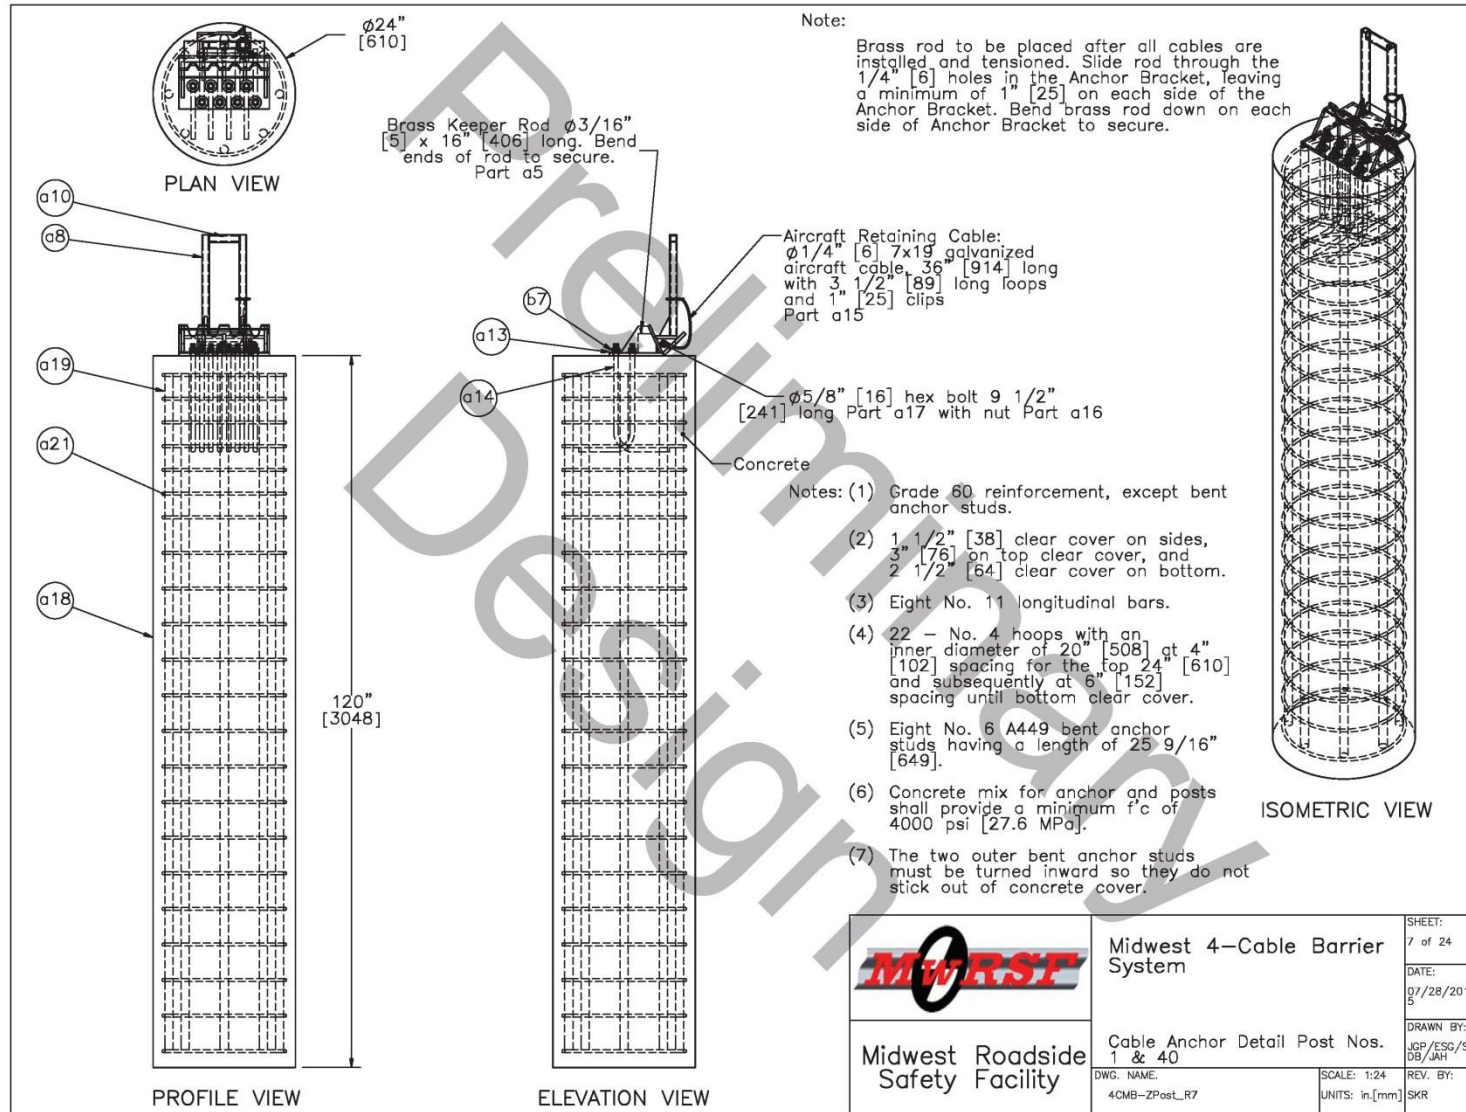 ø24"
[610]
PLAN VIEW
Brass Keeper Rod ø3/16"
[5] x 16" [406] long. Bend
ends of rod to secure.
Part a5
Note:
Brass rod to be placed after all cables are
installed and tensioned. Slide rod through the
1/4" [6] holes in the Anchor Bracket, leaving
a minimum of 1" [25] on each side of the
Anchor Bracket. Bend brass rod down on each
side of Anchor Bracket to secure.
a10
a8
a19
a21
a18
120"
[3048]
PROFILE VIEW
Aircraft Retaining Cable:
ø1/4" [6] 7x19 galvanized
aircraft cable, 36" [914] long
with 3 1/2" [89] long loops
and 1" [25] clips
Part a15
b7
a13
a14
ø5/8" [16] hex bolt 9 1/2"
[241] long Part a17 with nut Part a16
Concrete
ELEVATION VIEW
Notes: (1) Grade 60 reinforcement, except bent
anchor studs.
(2) 1 1/2" [38] clear cover on sides,
3" [76] on top clear cover, and
2 1/2" [64] clear cover on bottom.
(3) Eight No. 11 longitudinal bars.
(4) 22 – No. 4 hoops with an
inner diameter of 20" [508] at 4"
[102] spacing for the top 24" [610]
and subsequently at 6" [152]
spacing until bottom clear cover.
(5) Eight No. 6 A449 bent anchor
studs having a length of 25 9/16"
[649].
(6) Concrete mix for anchor and posts
shall provide a minimum f'c of
4000 psi [27.6 MPa].
(7) The two outer bent anchor studs
must be turned inward so they do not
stick out of concrete cover.
ISOMETRIC VIEW
Preliminary
Design
MwRSF
Midwest Roadside
Safety Facility
Midwest 4–Cable Barrier
System
Cable Anchor Detail Post Nos.
1 & 40
DWG. NAME.
4CMB–ZPost_R7
SCALE: 1:24
UNITS: in.[mm]
SHEET:
7 of 24
DATE:
07/28/201
5
DRAWN BY:
JGP/ESG/S
DB/JAH
REV. BY:
SKR